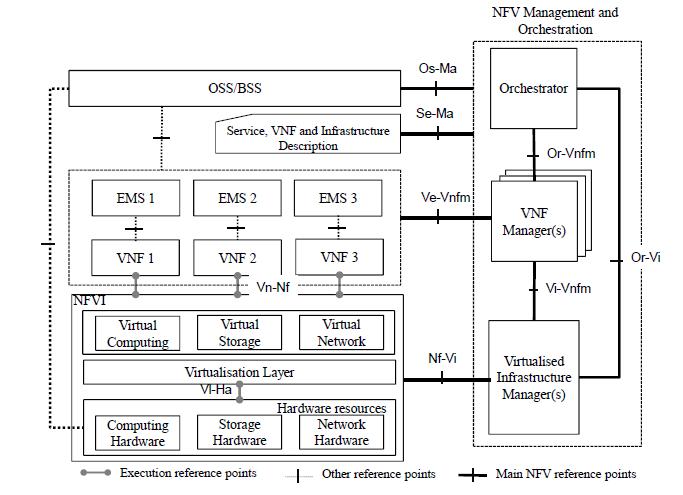 NFV Management and
Orchestration
Os-Ma
OSS/BSS
Orchestrator
Se-Ma
Service, VNF and Infrastructure
Description
Or-Vnfm
EMS 1
EMS 2
EMS 3
Ve-Vnfm
VNF
Manager(s)
VNF 1
VNF 2
VNF 3
Or-Vi
Vn-Nf
Vi-Vnfm
NFVI
Virtual
Computing
Virtual
Storage
Virtual
Network
Nf-Vi
Virtualised
Infrastructure
Manager(s)
Virtualisation Layer
Vl-Ha
Hardware resources
Computing
Hardware
Storage
Hardware
Network
Hardware
Execution reference points
Other reference points
Main NFV reference points